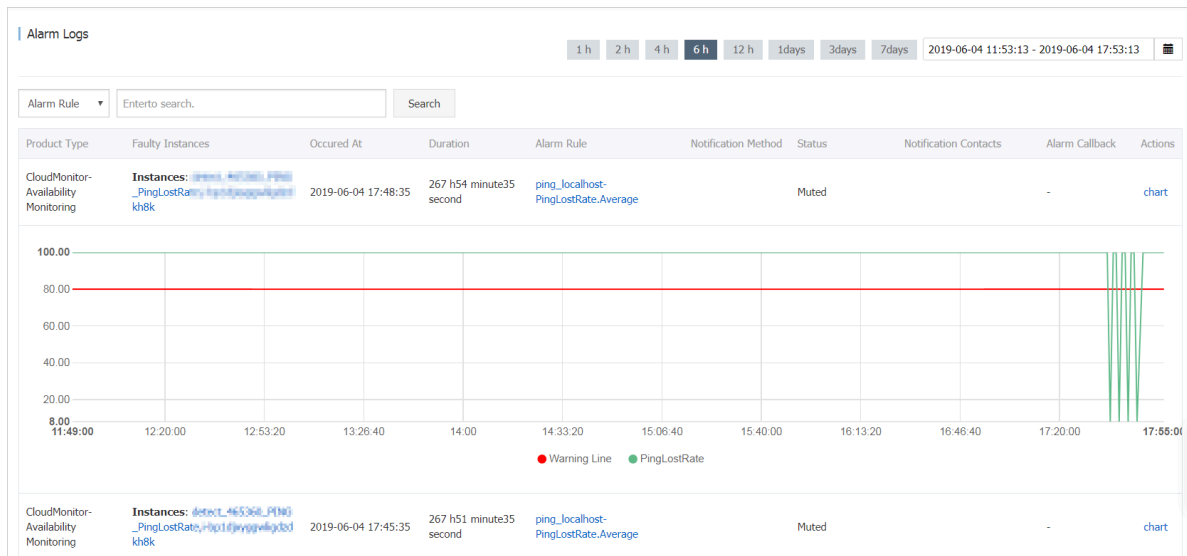 Alarm Logs
1 h 2 h 4 h 6 h 12 h 1days 3days 7days 2019-06-04 11:53:13 - 2019-06-04 17:53:13
Alarm Rule Enterto search. Search
Product Type Faulty Instances Occured At Duration Alarm Rule Notification Method Status Notification Contacts Alarm Callback Actions
CloudMonitor-
Availability
Monitoring
Instances:
_PingLostRa
kh8k
2019-06-04 17:48:35
267 h54 minute35
second
ping_localhost-
PingLostRate.Average
Muted
-
chart
100.00
80.00
60.00
40.00
20.00
8.00
11:49:00 12:20:00 12:53:20 13:26:40 14:00 14:33:20 15:06:40 15:40:00 16:13:20 16:46:40 17:20:00 17:55:00
Warning Line PingLostRate
CloudMonitor-
Availability
Monitoring
Instances:
_PingLostRate,
kh8k
2019-06-04 17:45:35
267 h51 minute35
second
ping_localhost-
PingLostRate.Average
Muted
-
chart